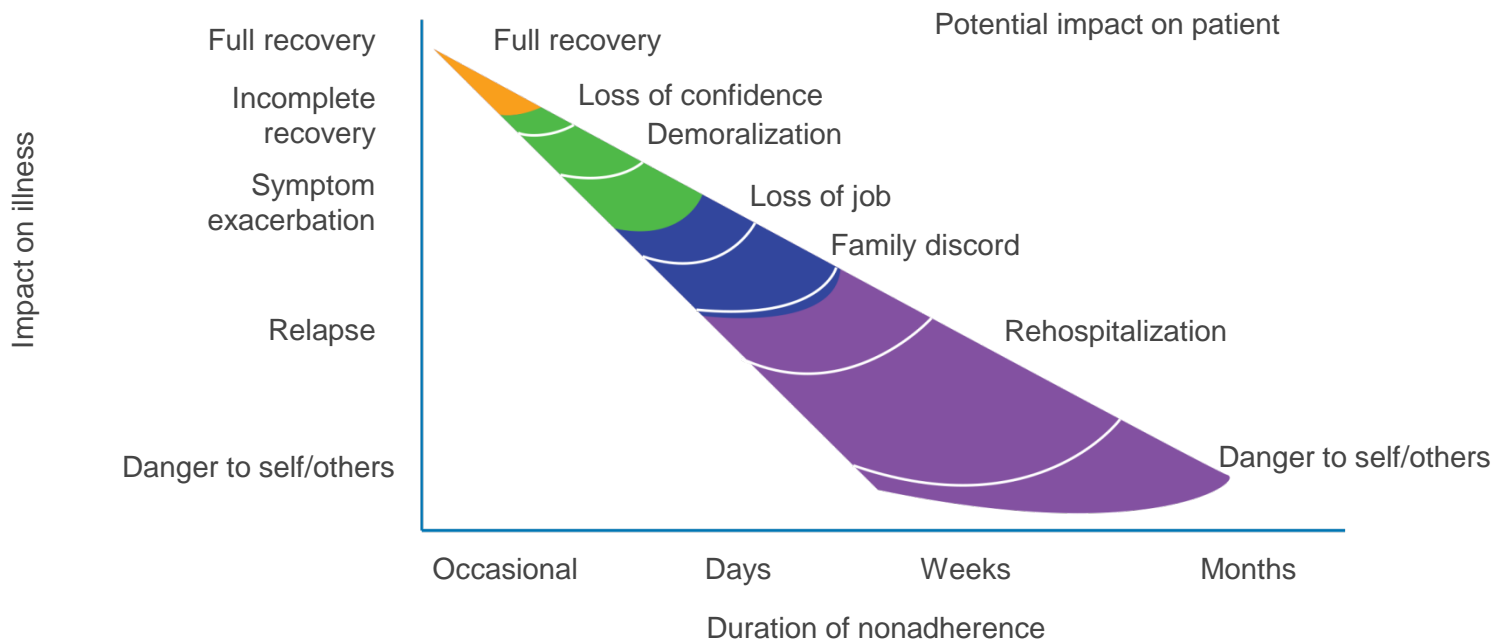 Potential impact on patient
Full recovery
Full recovery
Incomplete
recovery
Loss of confidence
Demoralization
Symptom
exacerbation
Loss of job
Family discord
Impact on illness
Relapse
Rehospitalization
Danger to self/others
Danger to self/others
Occasional
Days
Weeks
Months
Duration of nonadherence